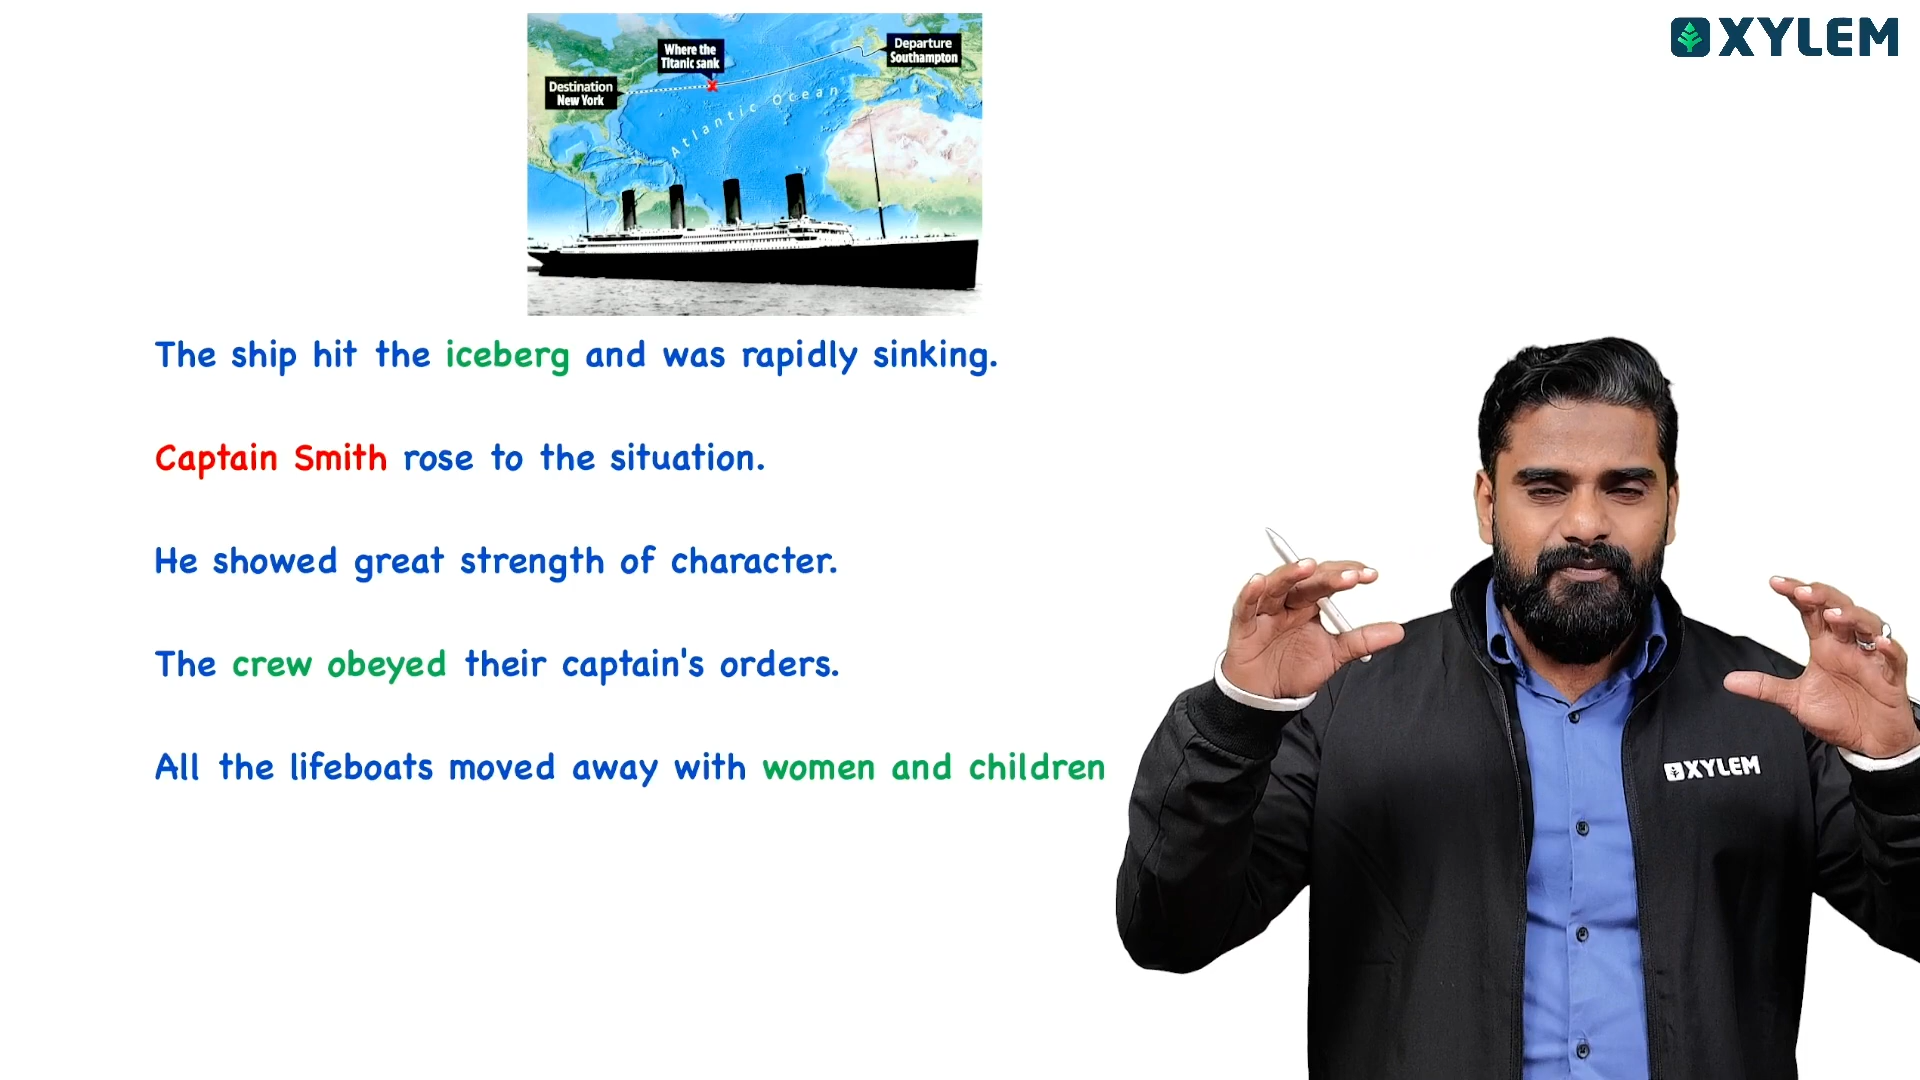 XYLEM
Departure
Southampton
Where the
Titanic sank
Destination
New York
Atlantic Ocean
The ship hit the iceberg and was rapidly sinking.
Captain Smith rose to the situation.
He showed great strength of character.
The crew obeyed their captain's orders.
All the lifeboats moved away with women and children
XYLEM